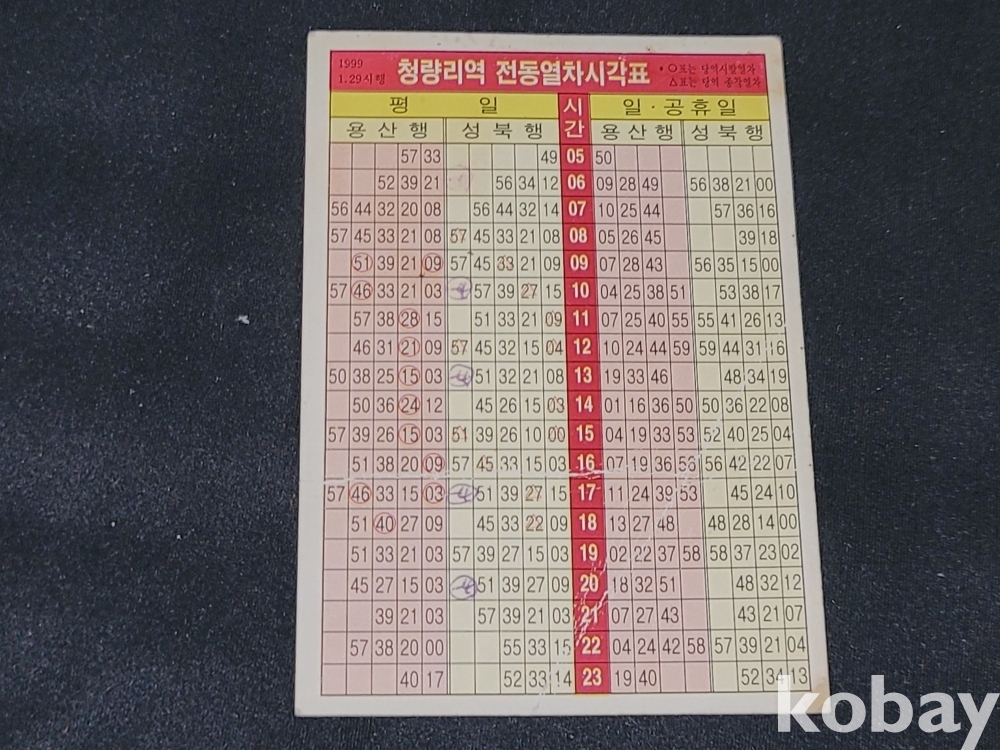 1999
1.29시행
청량리역 전동열차시각표
• ○표는 당역시발열차
△표는 당역 종착열차
평 일 시간 일·공휴일
용산행 성북행 용산행 성북행
57 33 49 05 50
52 39 21 56 34 12 06 09 28 49 56 38 21 00
56 44 32 20 08 56 44 32 14 07 10 25 44 57 36 16
57 45 33 21 08 57 45 33 21 08 08 05 26 45 39 18
51 39 21 09 57 45 33 21 09 09 07 28 43 56 35 15 00
57 46 33 21 03 57 39 27 15 10 04 25 38 51 53 38 17
57 38 28 15 51 33 21 09 11 07 25 40 55 55 41 26 13
46 31 21 09 57 45 32 15 04 12 10 24 44 59 59 44 31 16
50 38 25 15 03 51 32 21 08 13 19 33 46 48 34 19
50 36 24 12 45 26 15 03 14 01 16 36 50 50 36 22 08
57 39 26 15 03 51 39 26 10 00 15 04 19 33 53 52 40 25 04
51 38 20 09 57 45 33 15 03 16 07 19 36 56 56 42 22 07
57 46 33 15 03 51 39 27 15 17 11 24 39 53 45 24 10
51 40 27 09 45 33 22 09 18 13 27 48 48 28 14 00
51 33 21 03 57 39 27 15 03 19 02 22 37 58 58 37 23 02
45 27 15 03 51 39 27 09 20 18 32 51 48 32 12
39 21 03 57 39 21 03 21 07 27 43 43 21 07
57 38 20 00 55 33 15 22 04 24 42 58 57 39 21 04
40 17 52 33 14 23 19 40 52 34 13
kobay